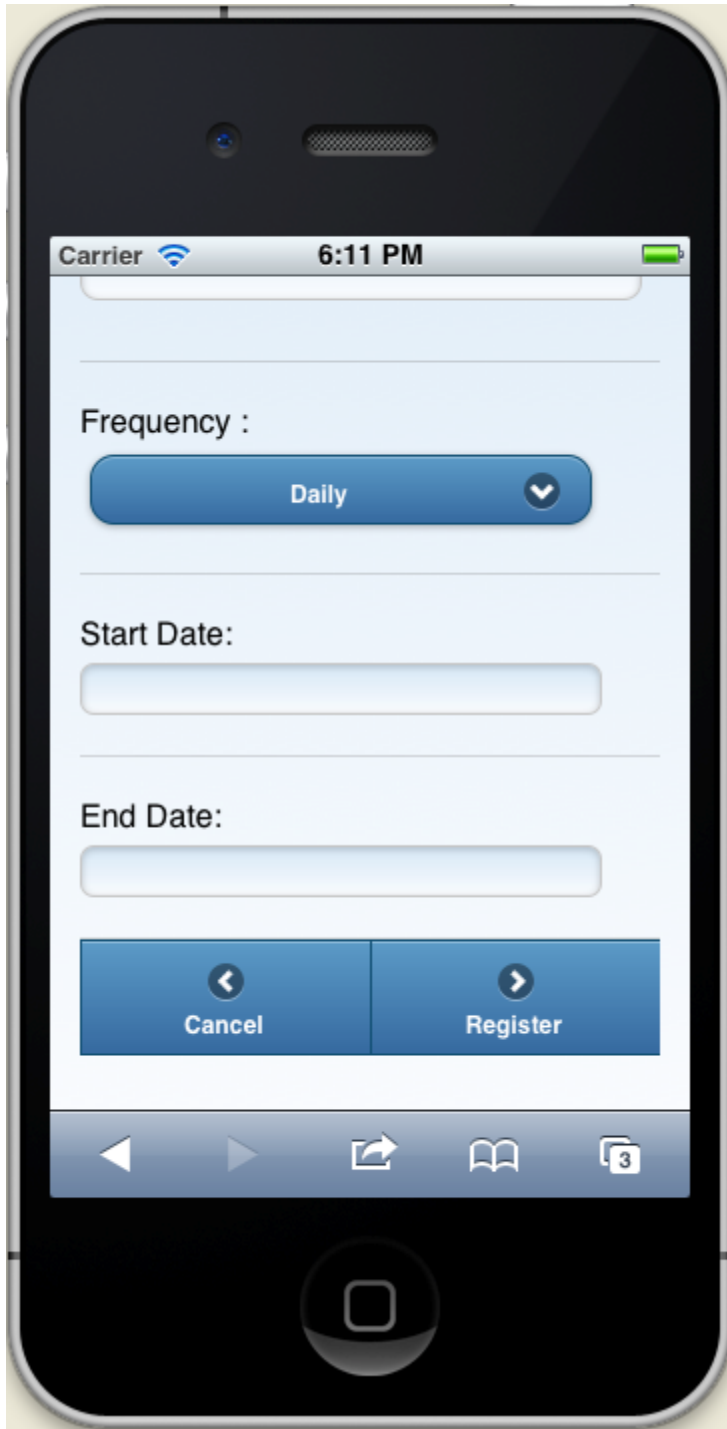 Carrier 6:11 PM
Frequency :
Daily
Start Date:
End Date:
Cancel Register
3